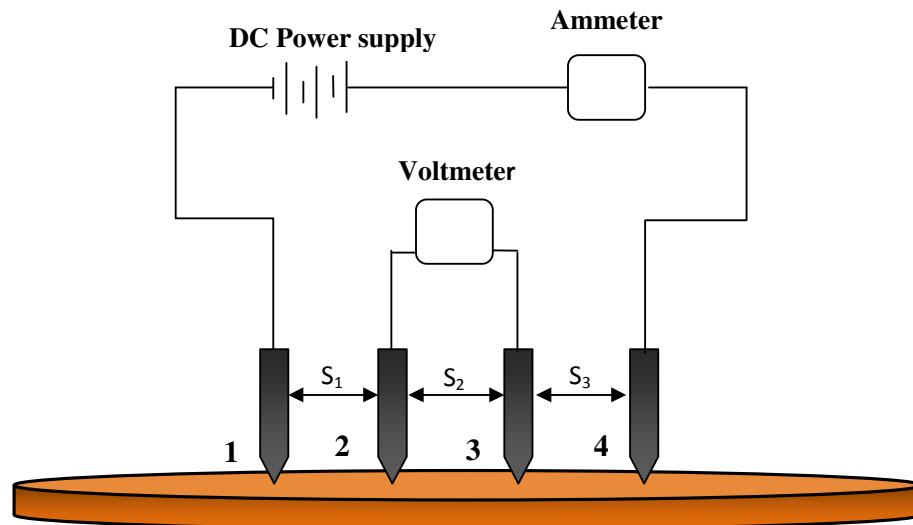 Ammeter
DC Power supply
Voltmeter
S₁
S₂
S₃
1
2
3
4